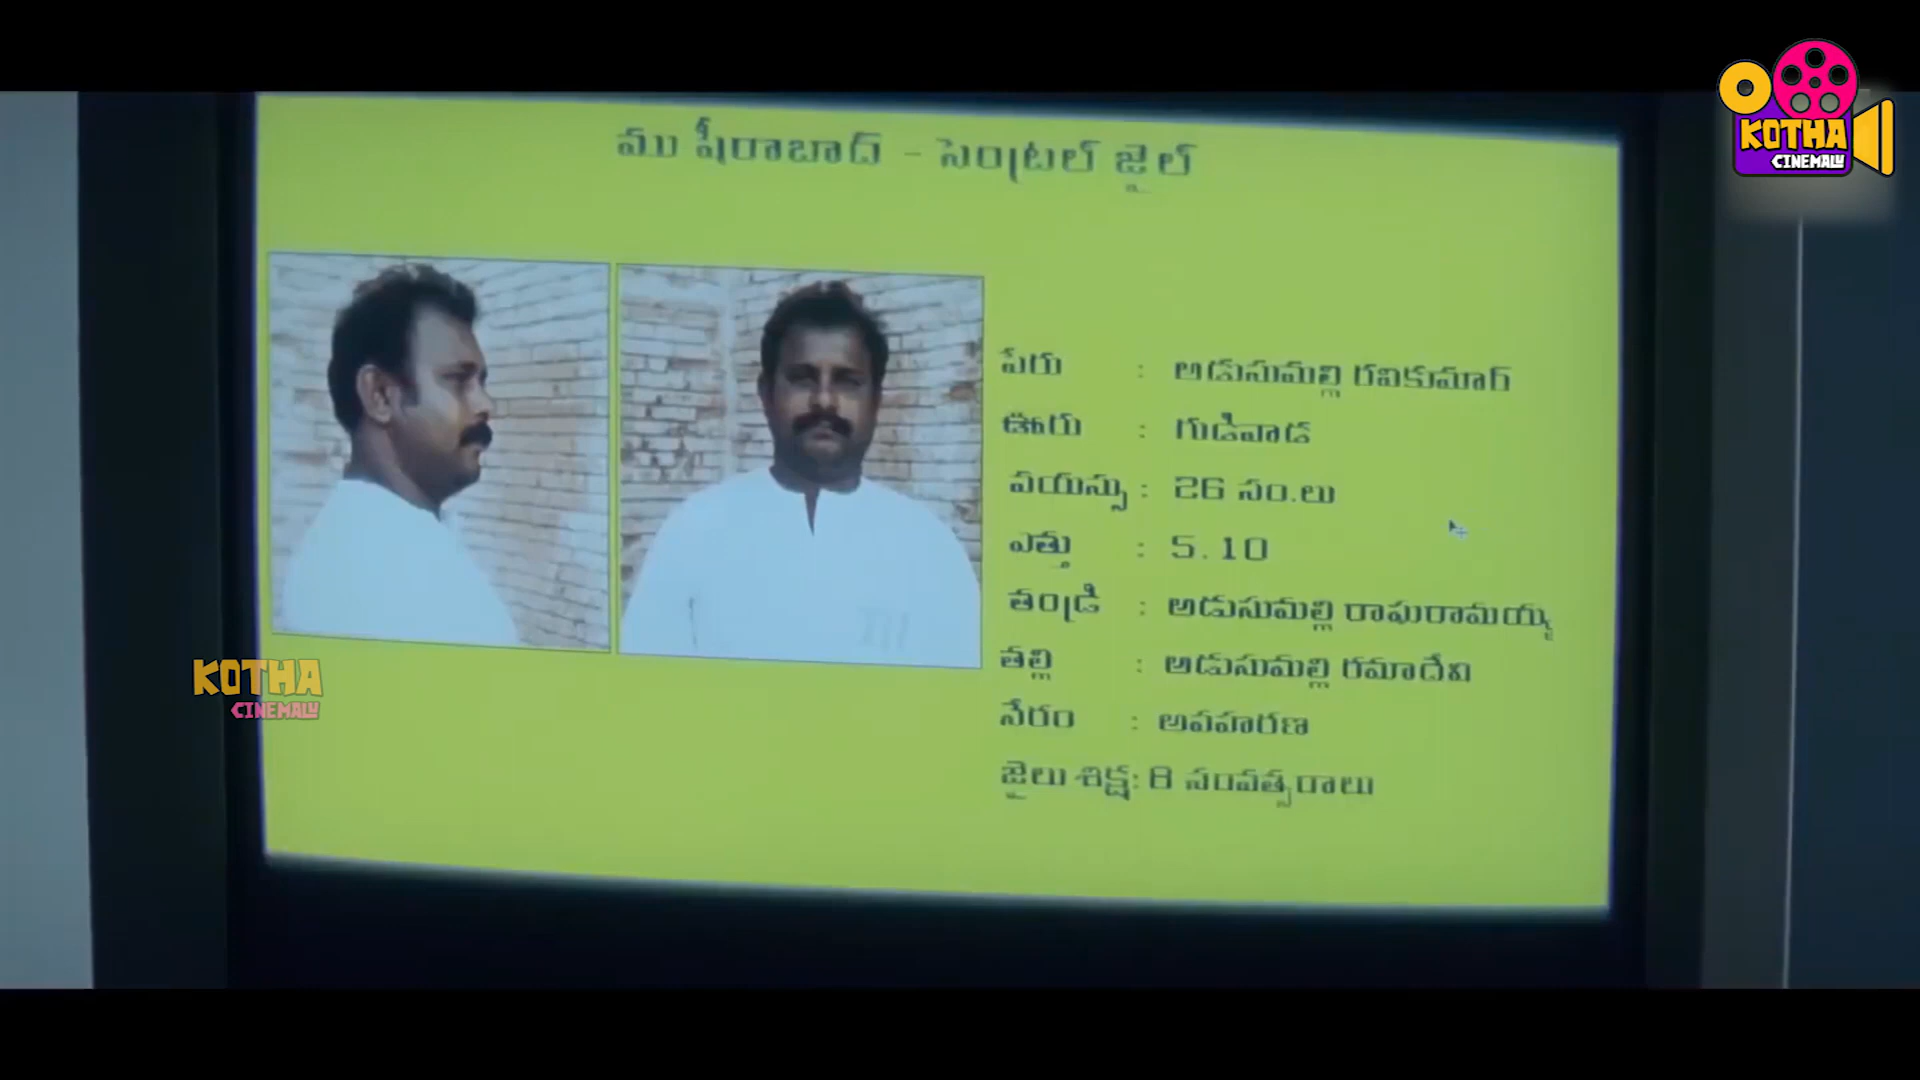 ముషీరాబాద్ - సెంట్రల్ జైల్
KOTHA
CINEMALU
పేరు : అడుసుమల్లి రవికుమార్
ఊరు : గుడివాడ
వయస్సు : 26 సం.లు
ఎత్తు : 5.10
తండ్రి : అడుసుమల్లి రాఘరామయ్య
తల్లి : అడుసుమల్లి రమాదేవి
నేరం : అపహరణ
జైలు శిక్ష: 8 సంవత్సరాలు
KOTHA
CINEMALU